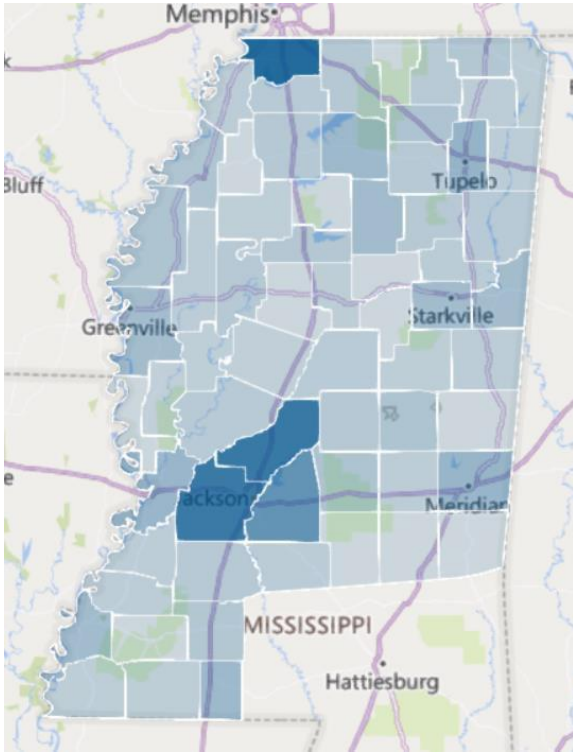 Memphis
Tupelo
Bluff
Starkville
Greenville
Jackson
Meridian
MISSISSIPPI
Hattiesburg